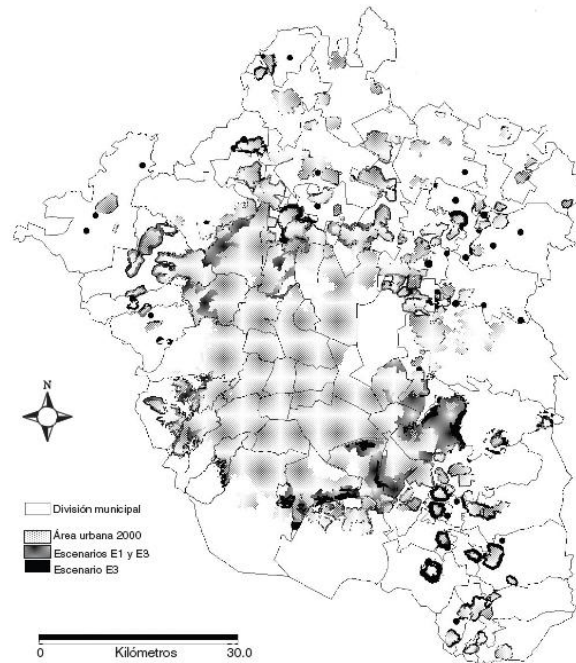 N
División municipal
Área urbana 2000
Escenarios E1 y E3
Escenario E3
0 30.0
Kilómetros